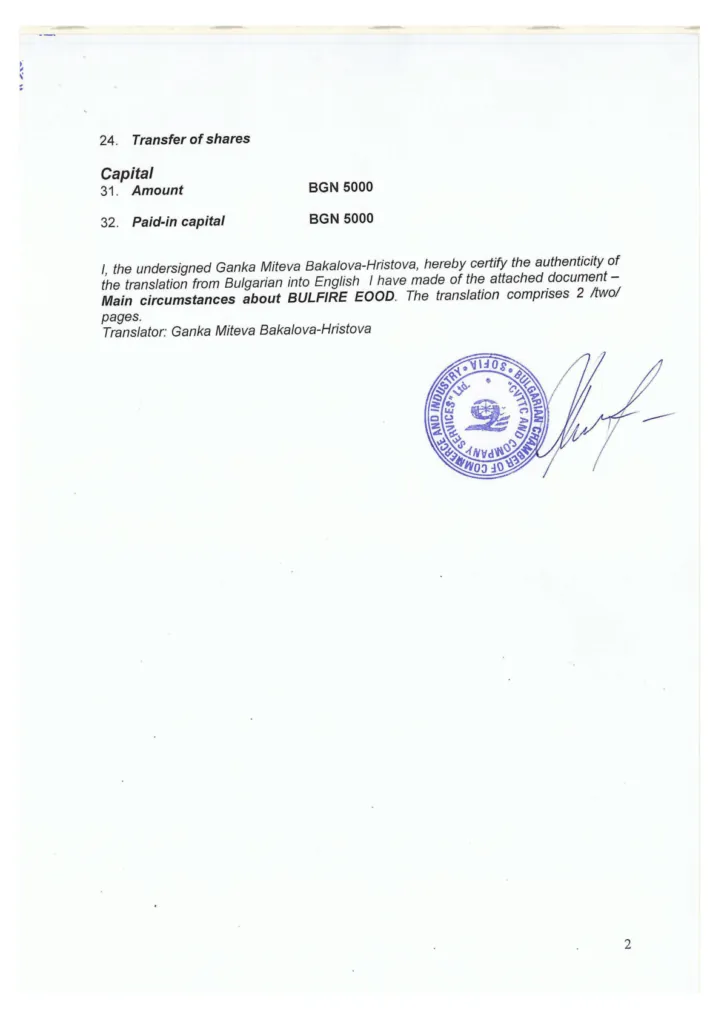 24. Transfer of shares
Capital
31. Amount BGN 5000
32. Paid-in capital BGN 5000
I, the undersigned Ganka Miteva Bakalova-Hristova, hereby certify the authenticity of
the translation from Bulgarian into English I have made of the attached document –
Main circumstances about BULFIRE EOOD. The translation comprises 2 /two/
pages.
Translator: Ganka Miteva Bakalova-Hristova
BULGARIAN CHAMBER OF COMMERCE AND INDUSTRY • SOFIA •
"CVTTC AND COMPANY SERVICES" Ltd.
2